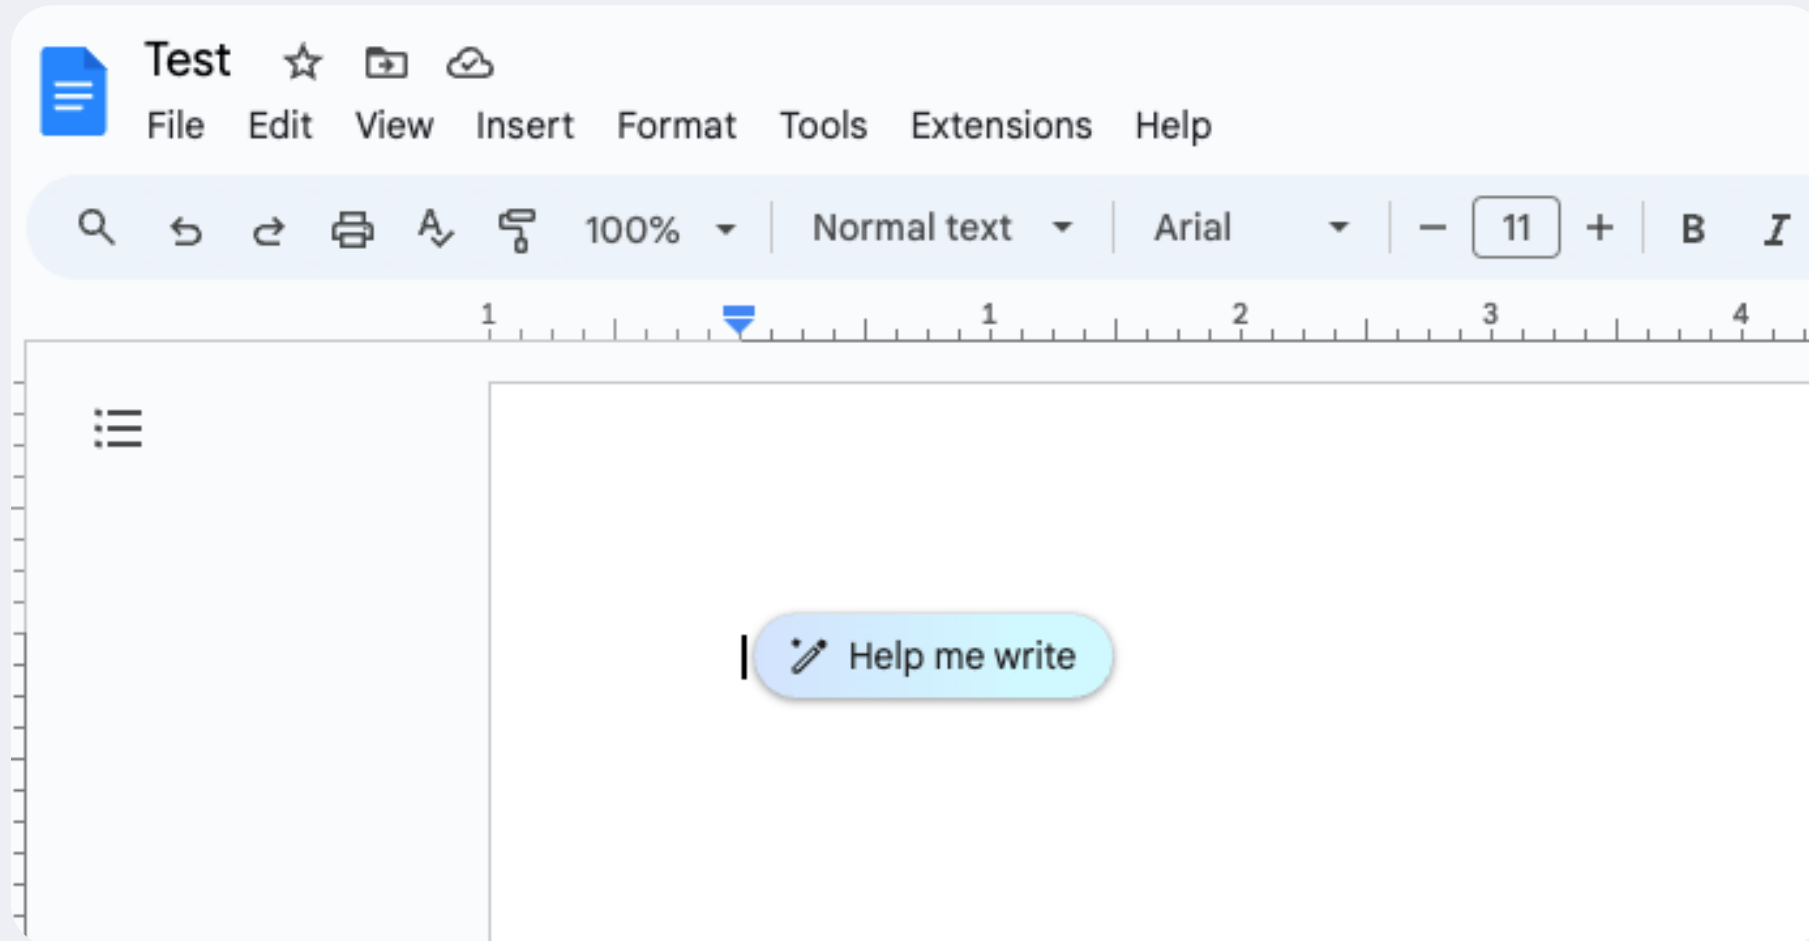 Test
File Edit View Insert Format Tools Extensions Help
100% Normal text Arial 11 B I
1 1 2 3 4
Help me write